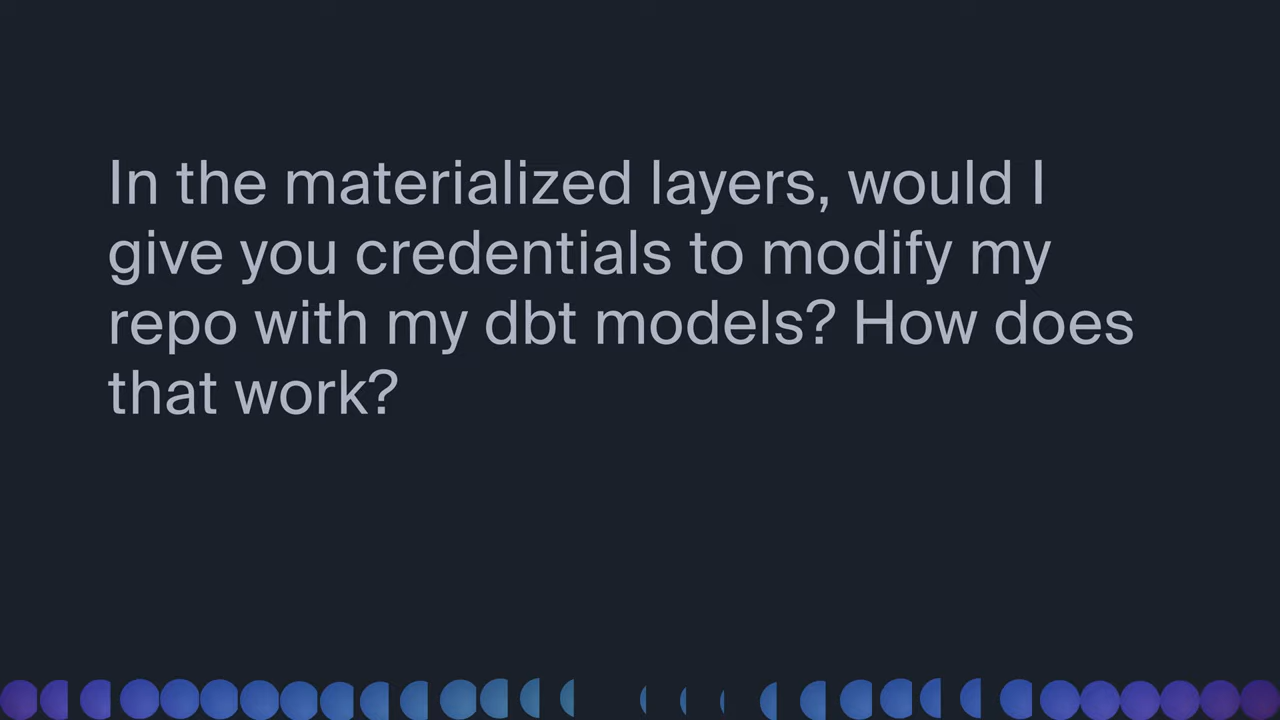 In the materialized layers, would I
give you credentials to modify my
repo with my dbt models? How does
that work?